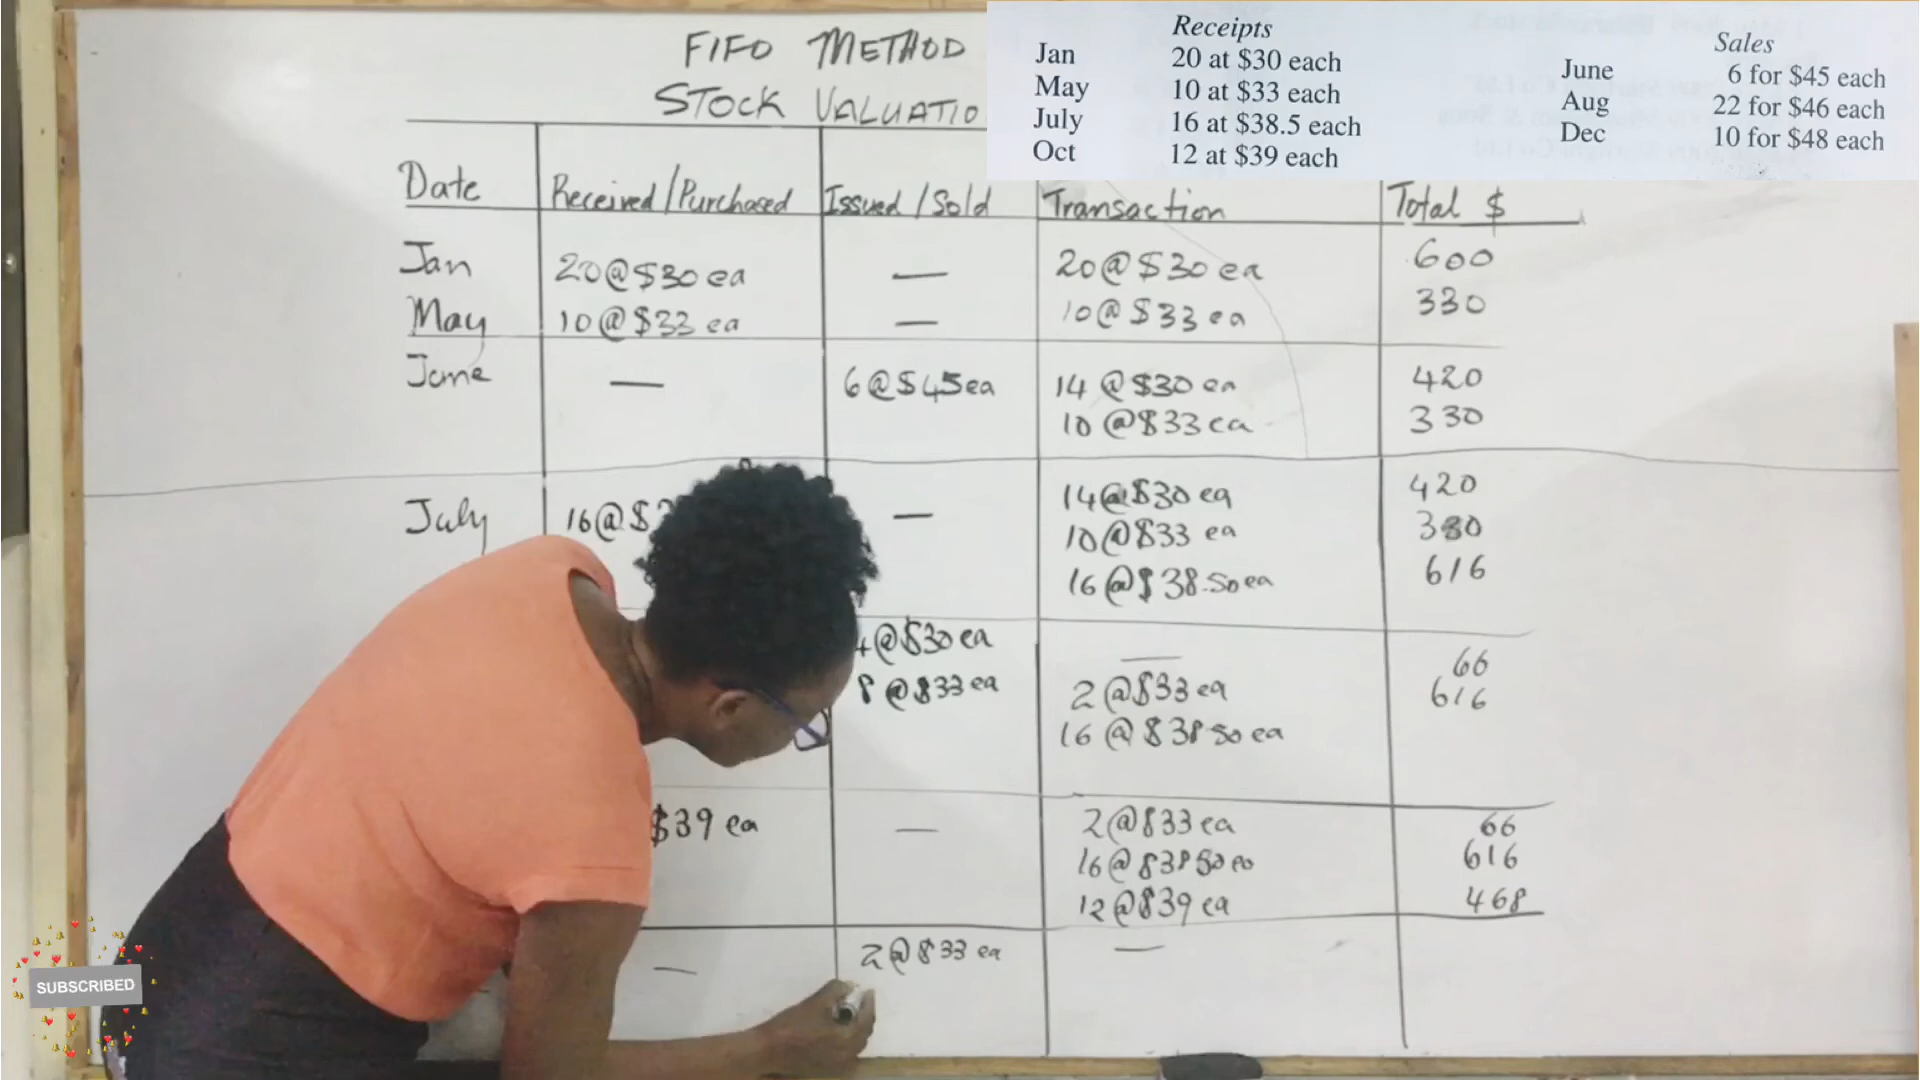 FIFO METHOD
STOCK VALUATIO
Receipts
Jan 20 at $30 each
May 10 at $33 each
July 16 at $38.5 each
Oct 12 at $39 each
Sales
June 6 for $45 each
Aug 22 for $46 each
Dec 10 for $48 each
Date Received/Purchased Issued/Sold Transaction Total $
Jan 20@$30 ea — 20@$30 ea 600
May 10@$33 ea — 10@$33 ea 330
June — 6@$45 ea 14@$30 ea 420
10@$33 ea 330
July 16@$ — 14@$30 ea 420
10@$33 ea 330
16@$38.50 ea 616
4@$30 ea — 66
8@$33 ea 2@$33 ea 616
16@$38.50 ea
$39 ea — 2@$33 ea 66
16@$38.50 ea 616
12@$39 ea 468
— 2@$33 ea —
SUBSCRIBED